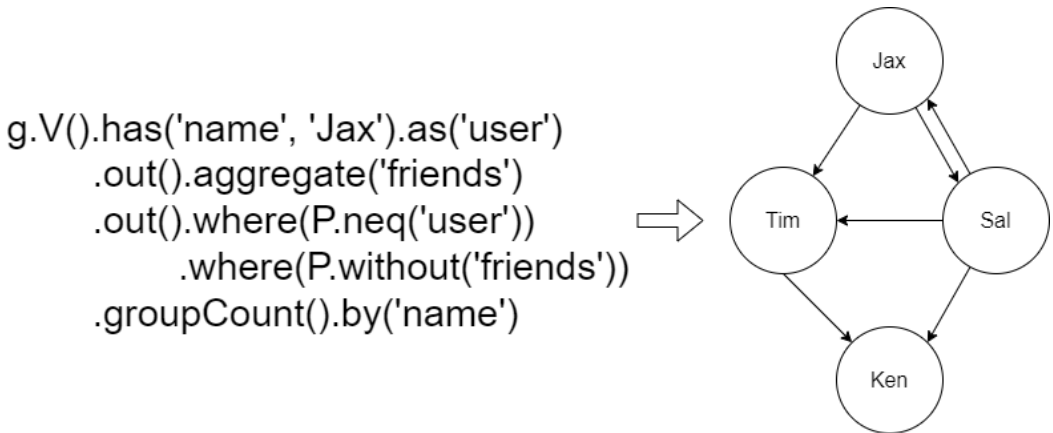 g.V().has('name', 'Jax').as('user')
.out().aggregate('friends')
.out().where(P.neq('user'))
.where(P.without('friends'))
.groupCount().by('name')
Jax
Tim
Sal
Ken